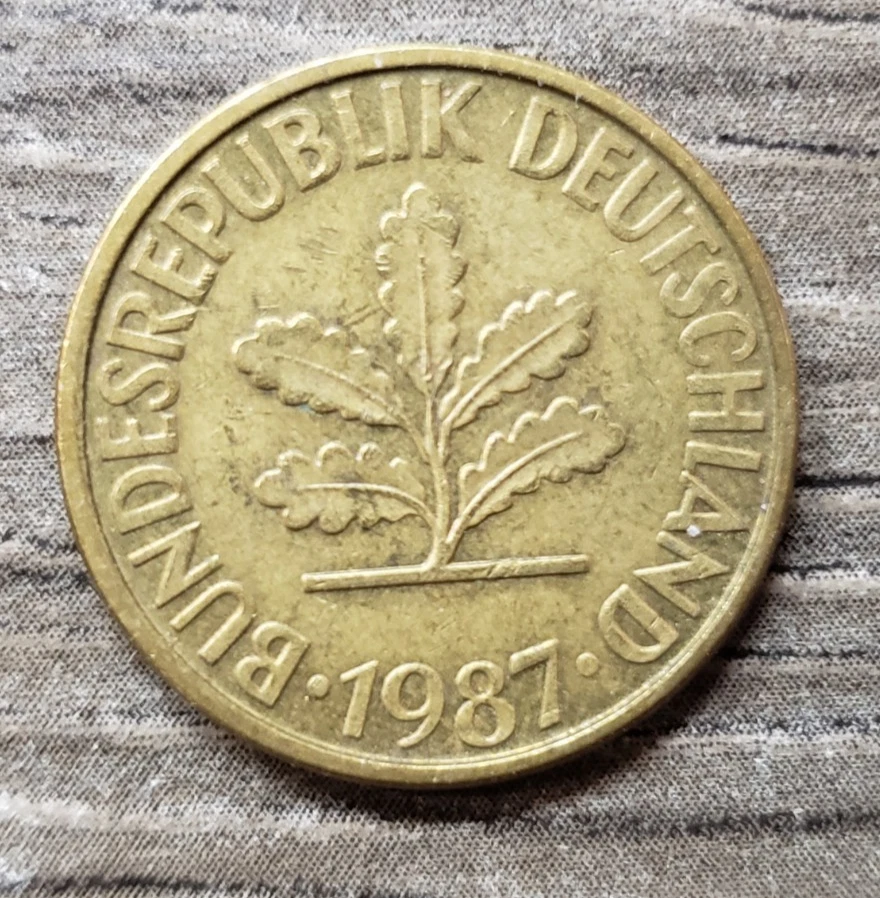 BUNDESREPUBLIK DEUTSCHLAND
· 1987 ·